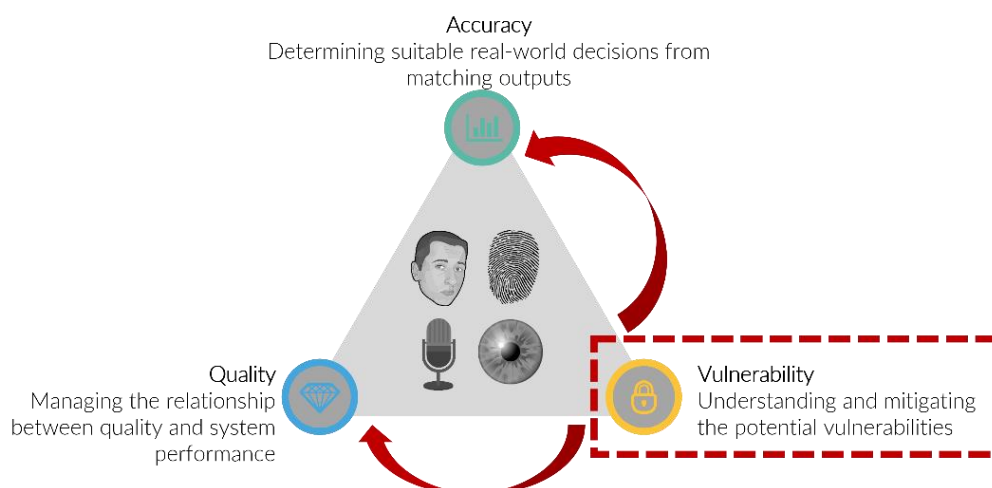 Accuracy
Determining suitable real-world decisions from
matching outputs
Quality
Managing the relationship
between quality and system
performance
Vulnerability
Understanding and mitigating
the potential vulnerabilities